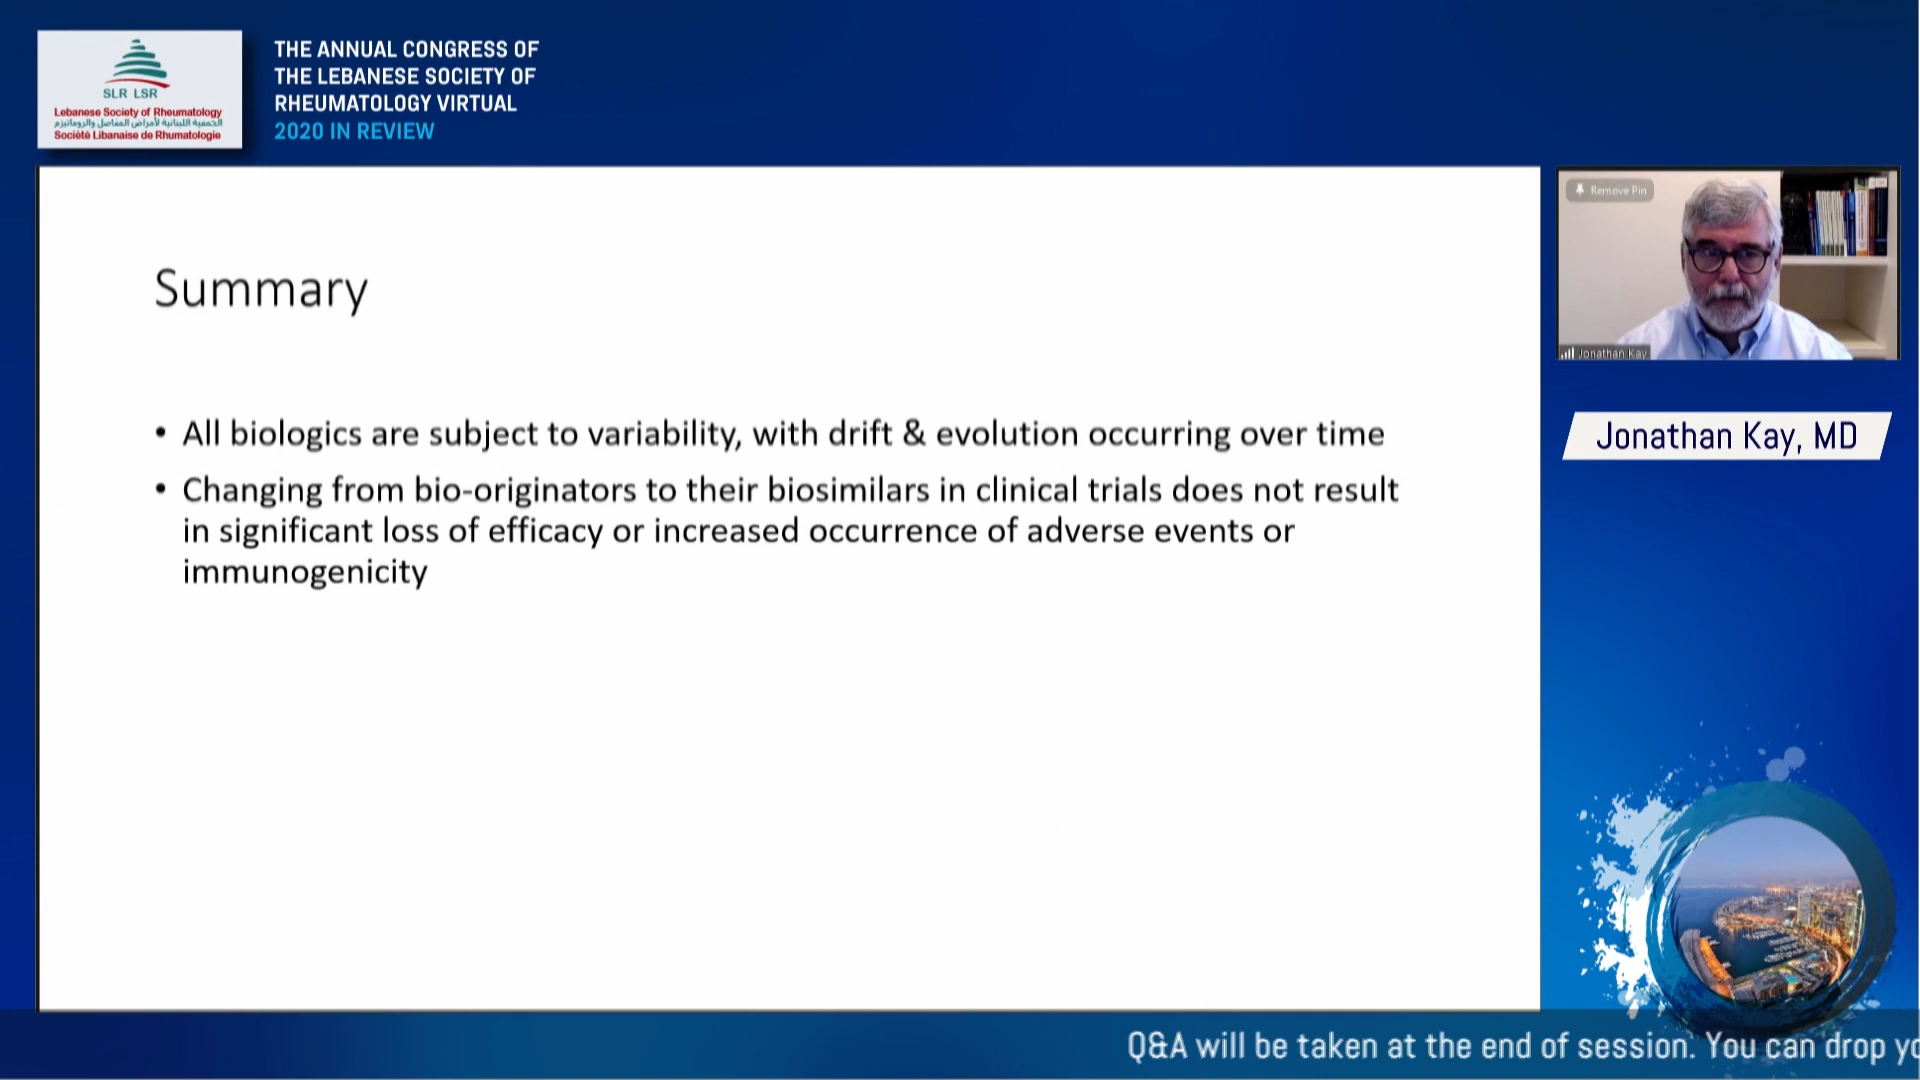 SLR LSR
Lebanese Society of Rheumatology
الجمعية اللبنانية لأمراض المفاصل والروماتيزم
Société Libanaise de Rhumatologie
THE ANNUAL CONGRESS OF
THE LEBANESE SOCIETY OF
RHEUMATOLOGY VIRTUAL
2020 IN REVIEW
Summary
• All biologics are subject to variability, with drift & evolution occurring over time
• Changing from bio-originators to their biosimilars in clinical trials does not result
in significant loss of efficacy or increased occurrence of adverse events or
immunogenicity
Remove Pin
Jonathan Kay
Jonathan Kay, MD
Q&A will be taken at the end of session. You can drop yo